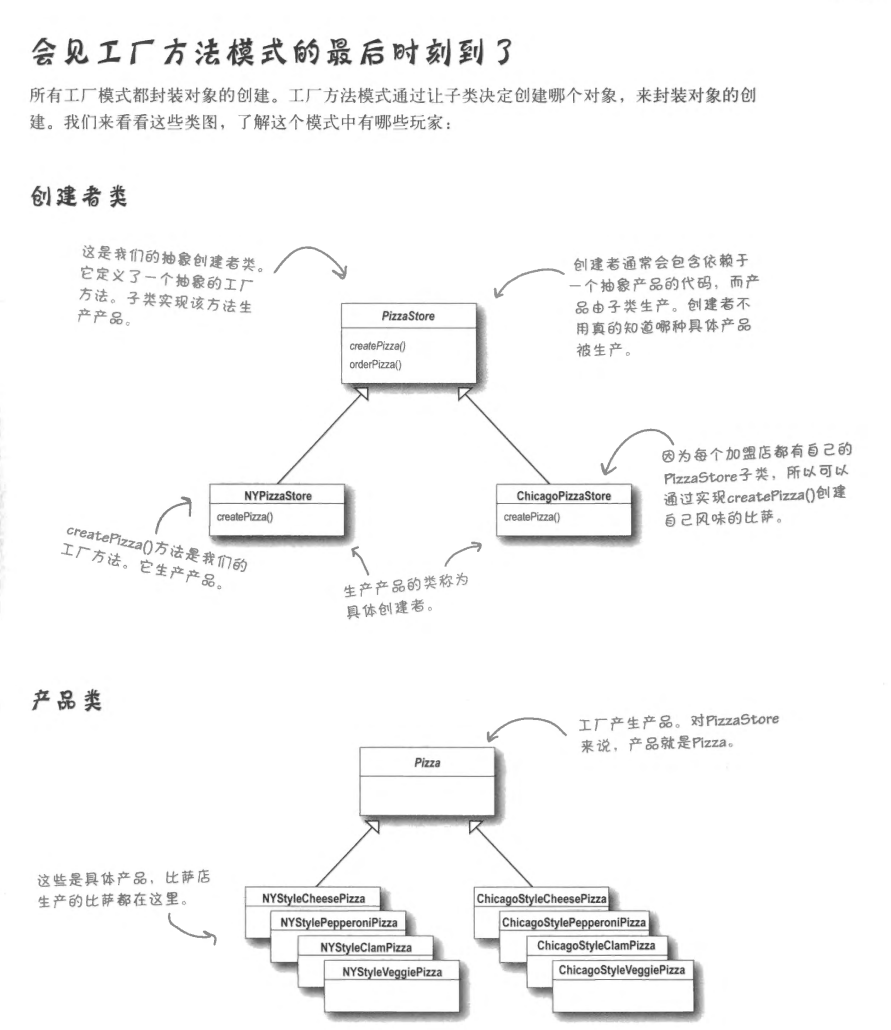 会见工厂方法模式的最后时刻到了
所有工厂模式都封装对象的创建。工厂方法模式通过让子类决定创建哪个对象，来封装对象的创
建。我们来看看这些类图，了解这个模式中有哪些玩家：
创建者类
这是我们的抽象创建者类。
它定义了一个抽象的工厂
方法。子类实现该方法生
产产品。
创建者通常会包含依赖于
一个抽象产品的代码，而产
品由子类生产。创建者不
用真的知道哪种具体产品
被生产。
PizzaStore
createPizza()
orderPizza()
因为每个加盟店都有自己的
PizzaStore子类，所以可以
通过实现createPizza()创建
自己风味的比萨。
NYPizzaStore
createPizza()
ChicagoPizzaStore
createPizza()
createPizza()方法是我们的
工厂方法。它生产产品。
生产产品的类称为
具体创建者。
产品类
工厂产生产品。对PizzaStore
来说，产品就是Pizza。
Pizza
这些是具体产品，比萨店
生产的比萨都在这里。
NYStyleCheesePizza
NYStylePepperoniPizza
NYStyleClamPizza
NYStyleVeggiePizza
ChicagoStyleCheesePizza
ChicagoStylePepperoniPizza
ChicagoStyleClamPizza
ChicagoStyleVeggiePizza